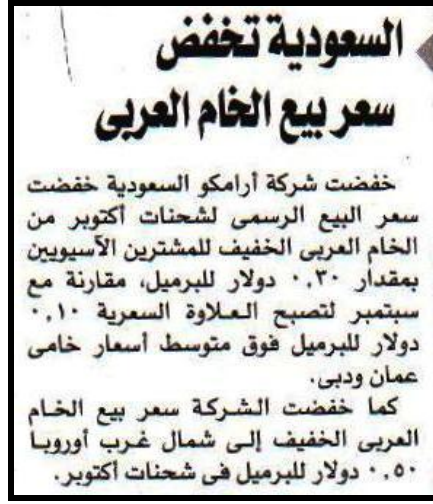 السعودية تخفض
سعر بيع الخام العربى
خفضت شركة أرامكو السعودية خفضت
سعر البيع الرسمى لشحنات أكتوبر من
الخام العربى الخفيف للمشترين الآسيويين
بمقدار ٠,٣٠ دولار للبرميل، مقارنة مع
سبتمبر لتصبح العلاوة السعرية ٠,١٠
دولار للبرميل فوق متوسط أسعار خامى
عمان ودبى.
كما خفضت الشركة سعر بيع الخام
العربى الخفيف إلى شمال غرب أوروبا
٠,٥٠ دولار للبرميل فى شحنات أكتوبر.